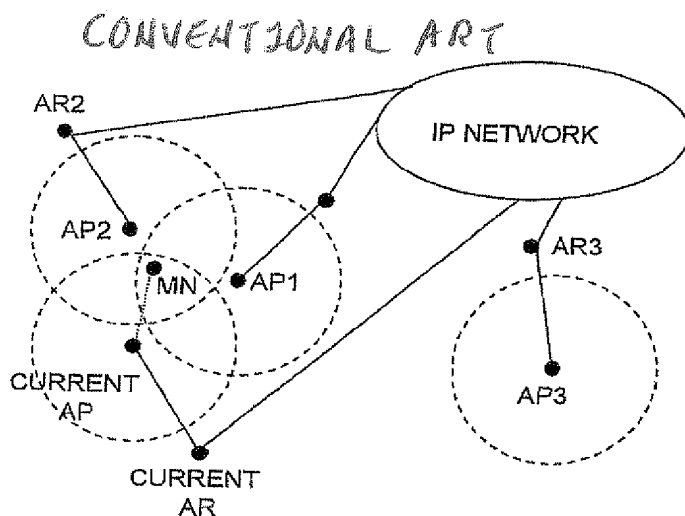 CONVENTIONAL ART
AR2
IP NETWORK
AP2
MN
AP1
AR3
CURRENT
AP
AP3
CURRENT
AR